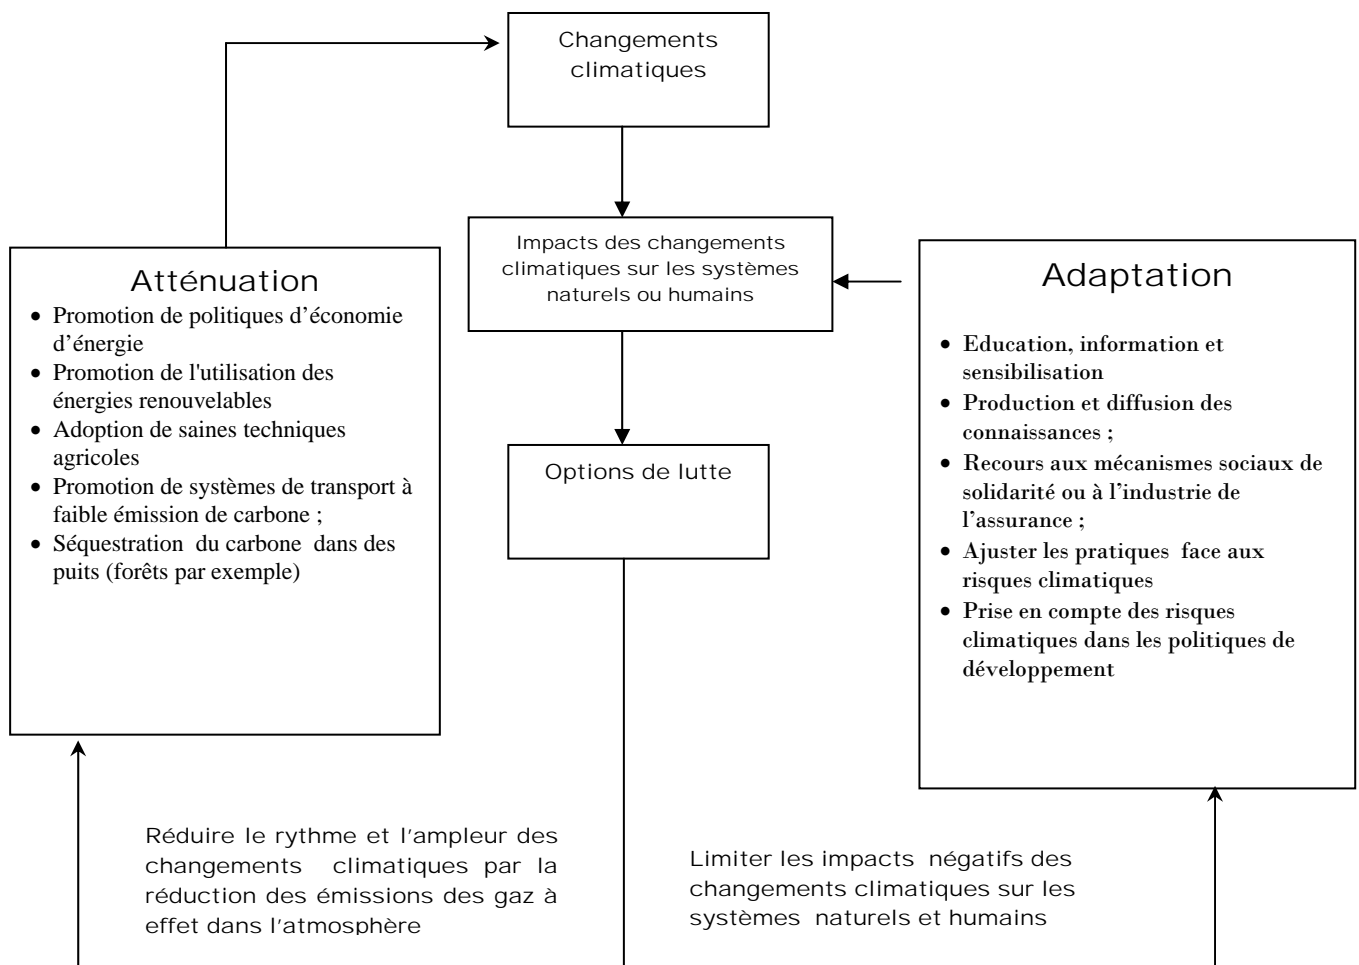 Changements
climatiques
Impacts des changements
climatiques sur les systèmes
naturels ou humains
Options de lutte
Atténuation
• Promotion de politiques d’économie
d’énergie
• Promotion de l'utilisation des
énergies renouvelables
• Adoption de saines techniques
agricoles
• Promotion de systèmes de transport à
faible émission de carbone ;
• Séquestration du carbone dans des
puits (forêts par exemple)
Adaptation
• Education, information et
sensibilisation
• Production et diffusion des
connaissances ;
• Recours aux mécanismes sociaux de
solidarité ou à l’industrie de
l’assurance ;
• Ajuster les pratiques face aux
risques climatiques
• Prise en compte des risques
climatiques dans les politiques de
développement
Réduire le rythme et l’ampleur des
changements climatiques par la
réduction des émissions des gaz à
effet dans l’atmosphère
Limiter les impacts négatifs des
changements climatiques sur les
systèmes naturels et humains